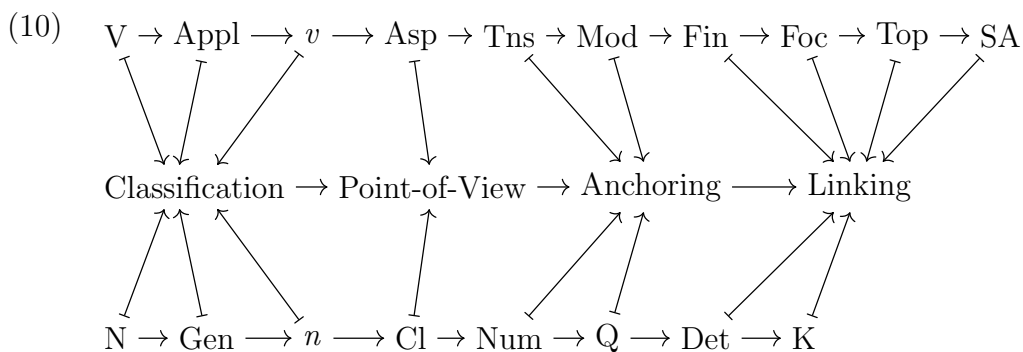 (10) V → Appl → v → Asp → Tns → Mod → Fin → Foc → Top → SA
Classification → Point-of-View → Anchoring → Linking
N → Gen → n → Cl → Num → Q → Det → K